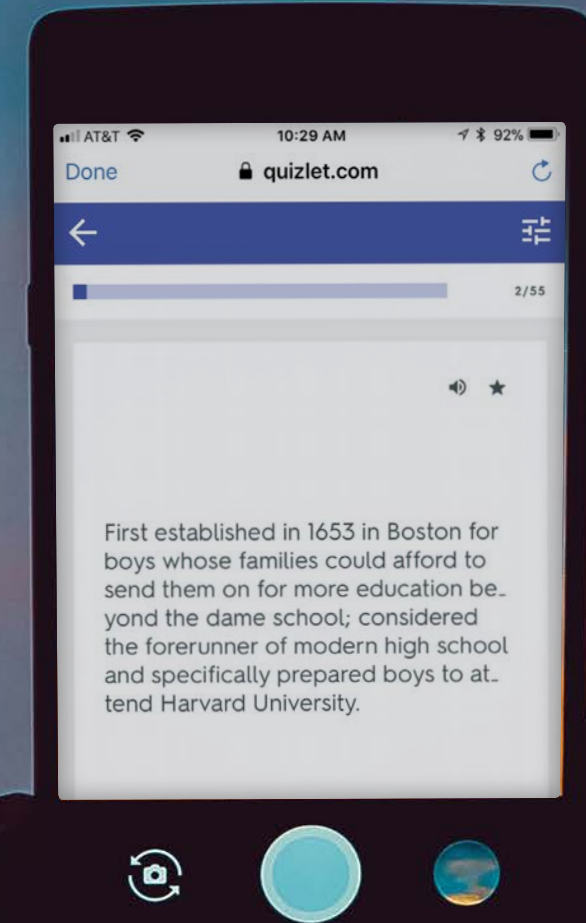 AT&T 10:29 AM 92%
Done quizlet.com
2/55
First established in 1653 in Boston for
boys whose families could afford to
send them on for more education be-
yond the dame school; considered
the forerunner of modern high school
and specifically prepared boys to at-
tend Harvard University.